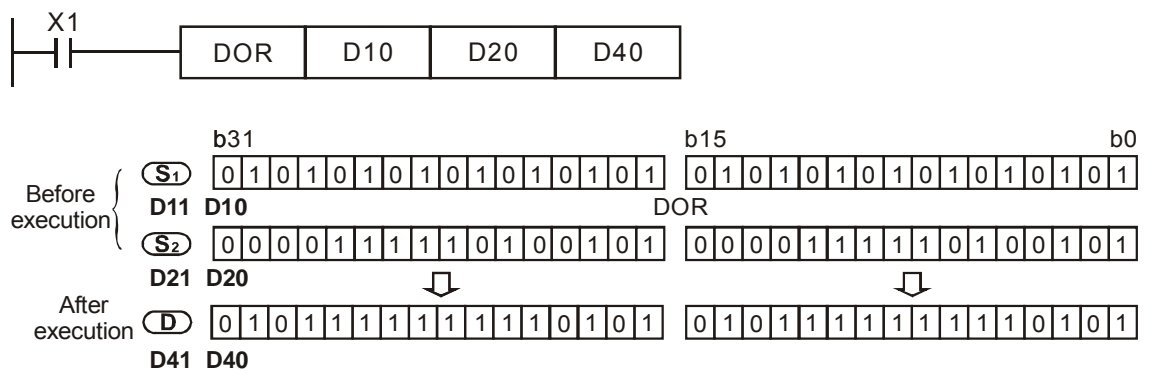 X1
DOR D10 D20 D40
b31 b15 b0
Before execution
S1 0 1 0 1 0 1 0 1 0 1 0 1 0 1 0 1 0 1 0 1 0 1 0 1 0 1 0 1 0 1 0 1
D11 D10 DOR
S2 0 0 0 0 1 1 1 1 1 0 1 0 0 1 0 1 0 0 0 0 1 1 1 1 1 0 1 0 0 1 0 1
D21 D20
After execution
D 0 1 0 1 1 1 1 1 1 1 1 1 0 1 0 1 0 1 0 1 1 1 1 1 1 1 1 1 0 1 0 1
D41 D40